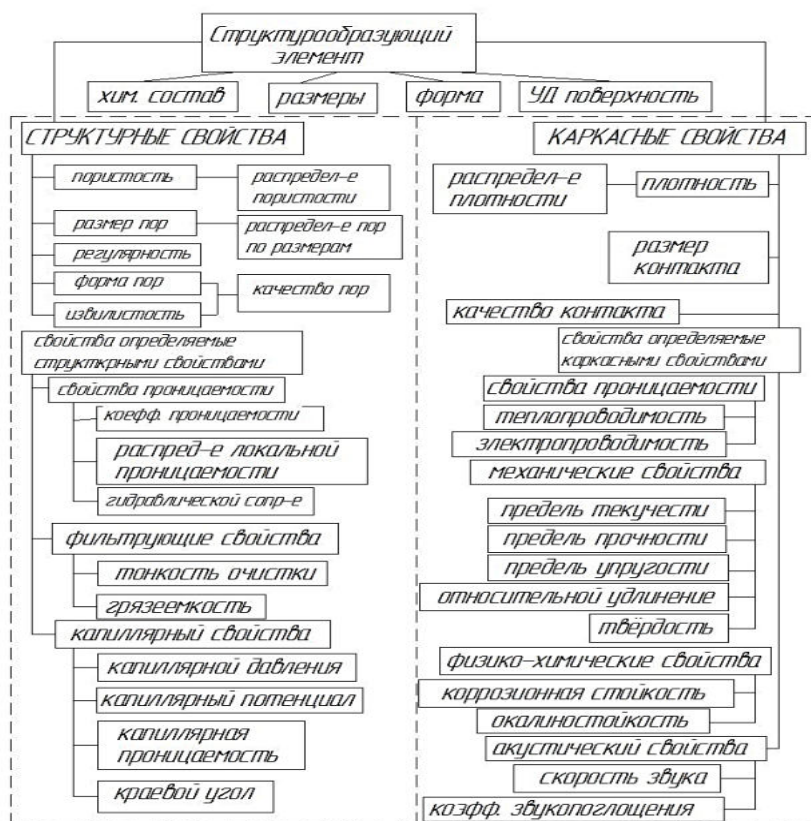 Структурообразующий
элемент
хим. состав
размеры
форма
УД поверхность
СТРУКТУРНЫЕ СВОЙСТВА
пористость
распредел-е
пористости
размер пор
распредел-е пор
по размерам
регулярность
форма пор
качество пор
извилистость
свойства определяемые
структкрными свойствами
свойства проницаемости
коефф. проницаемости
распред-е локальной
проницаемости
гидравлической сопр-е
фильтрующие свойства
тонкость очистки
грязеемкость
капиллярный свойства
капиллярной давления
капиллярный потенциал
капиллярная
проницаемость
краевой угол
КАРКАСНЫЕ СВОЙСТВА
распредел-е
плотности
плотность
размер
контакта
качество контакта
свойства определяемые
каркасными свойствами
свойства проницаемости
теплопроводимость
электропроводимость
механические свойства
предель текучести
предель прочности
предель упругости
относительной удлинение
твёрдость
физико-химические свойства
коррозионная стойкость
окалиностойкость
акустический свойства
скорость звука
коэфф. звукопоглощения